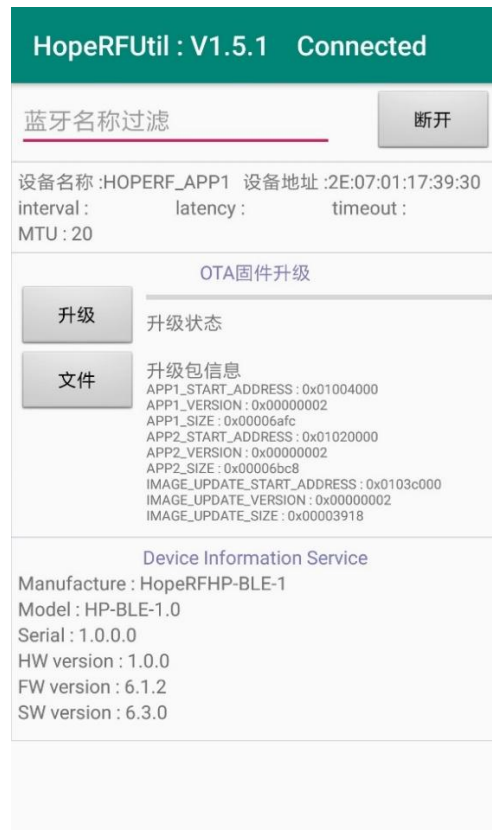 HopeRFUtil : V1.5.1 Connected
蓝牙名称过滤 断开
设备名称 :HOPERF_APP1 设备地址 :2E:07:01:17:39:30
interval : latency : timeout :
MTU : 20
OTA固件升级
升级
升级状态
文件
升级包信息
APP1_START_ADDRESS : 0x01004000
APP1_VERSION : 0x00000002
APP1_SIZE : 0x00006afc
APP2_START_ADDRESS : 0x01020000
APP2_VERSION : 0x00000002
APP2_SIZE : 0x00006bc8
IMAGE_UPDATE_START_ADDRESS : 0x0103c000
IMAGE_UPDATE_VERSION : 0x00000002
IMAGE_UPDATE_SIZE : 0x00003918
Device Information Service
Manufacture : HopeRFHP-BLE-1
Model : HP-BLE-1.0
Serial : 1.0.0.0
HW version : 1.0.0
FW version : 6.1.2
SW version : 6.3.0